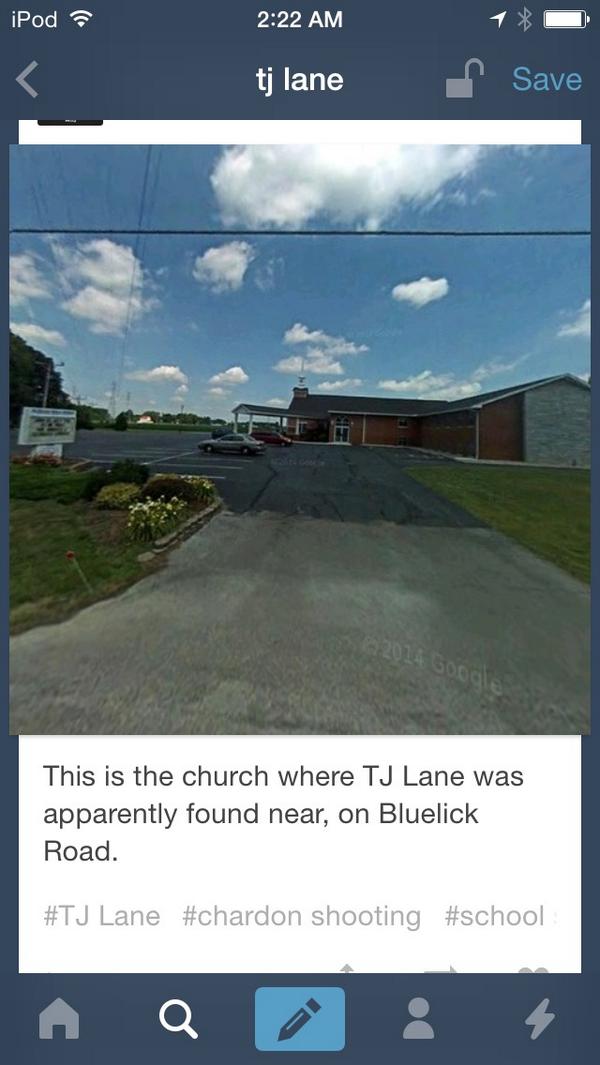 iPod
2:22 AM
tj lane
Save
©2014 Google
This is the church where TJ Lane was
apparently found near, on Bluelick
Road.
#TJ Lane #chardon shooting #school